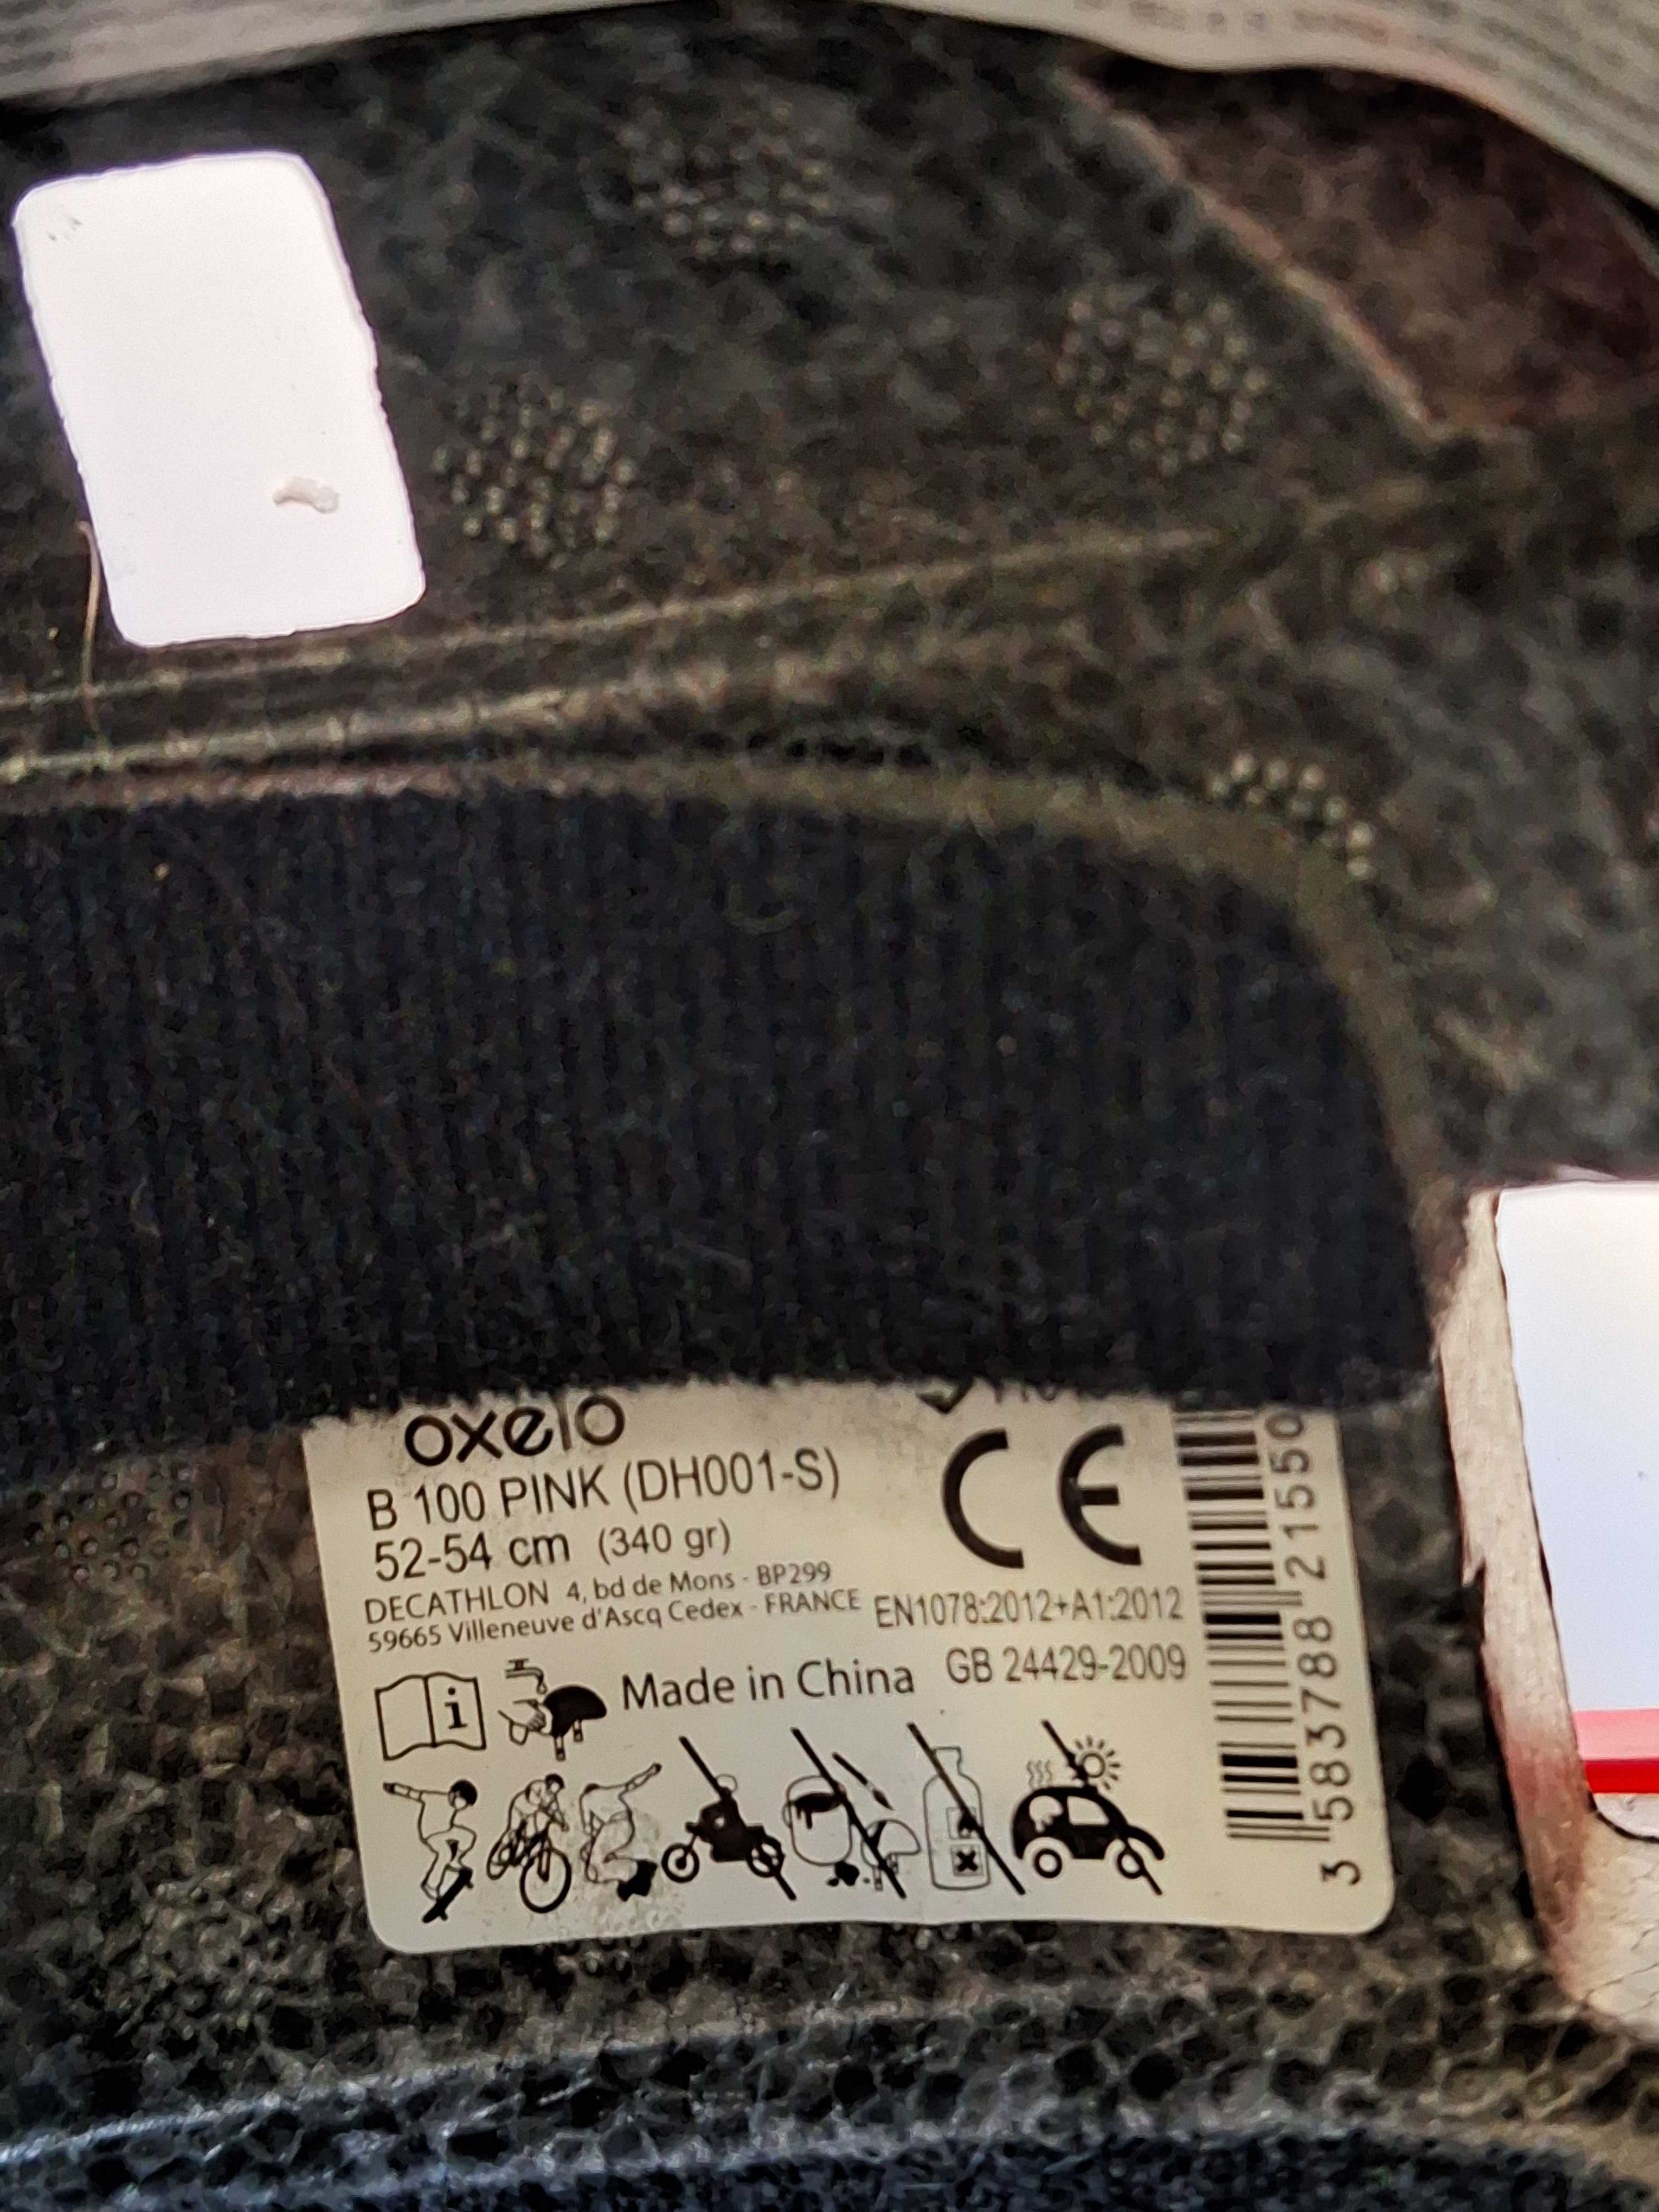 oxelo
B 100 PINK (DH001-S)
52-54 cm (340 gr)
DECATHLON 4, bd de Mons - BP299
59665 Villeneuve d'Ascq Cedex - FRANCE
CE
EN1078:2012+A1:2012
GB 24429-2009
i
Made in China
3 583788 21550